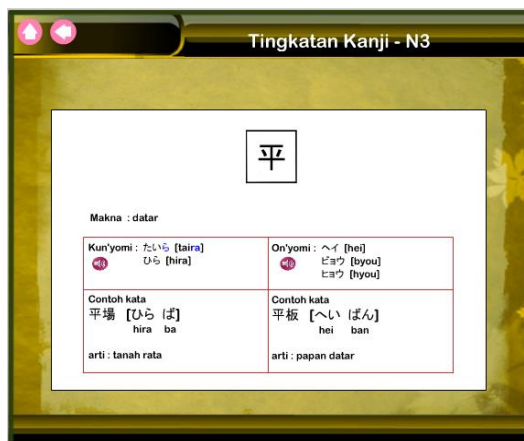 Tingkatan Kanji - N3
平
Makna : datar
Kun'yomi : たいら [taira]
ひら [hira]
Contoh kata
平場 [ひら ば]
hira ba
arti : tanah rata
On'yomi : ヘイ [hei]
ビョウ [byou]
ヒョウ [hyou]
Contoh kata
平板 [へい ばん]
hei ban
arti : papan datar